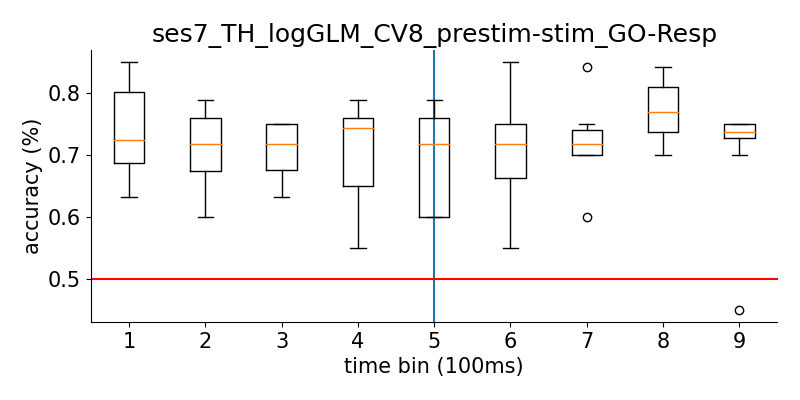 ses7_TH_logGLM_CV8_prestim-stim_GO-Resp
accuracy (%)
0.8
0.7
0.6
0.5
1 2 3 4 5 6 7 8 9
time bin (100ms)